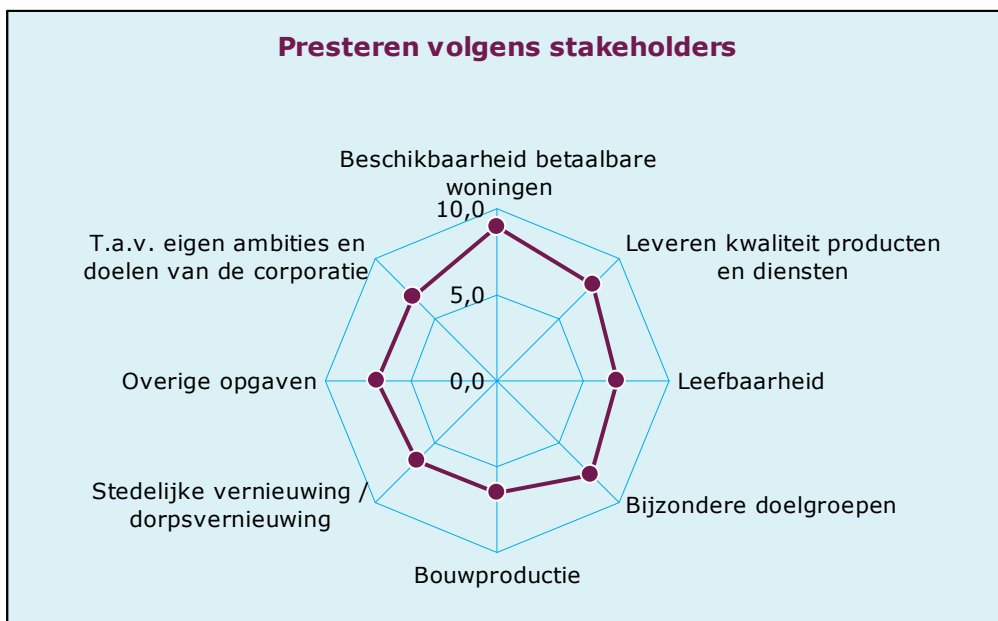 Presteren volgens stakeholders
Beschikbaarheid betaalbare
woningen
10,0
T.a.v. eigen ambities en
doelen van de corporatie
Leveren kwaliteit producten
en diensten
5,0
Overige opgaven
0,0
Leefbaarheid
Stedelijke vernieuwing /
dorpsvernieuwing
Bijzondere doelgroepen
Bouwproductie